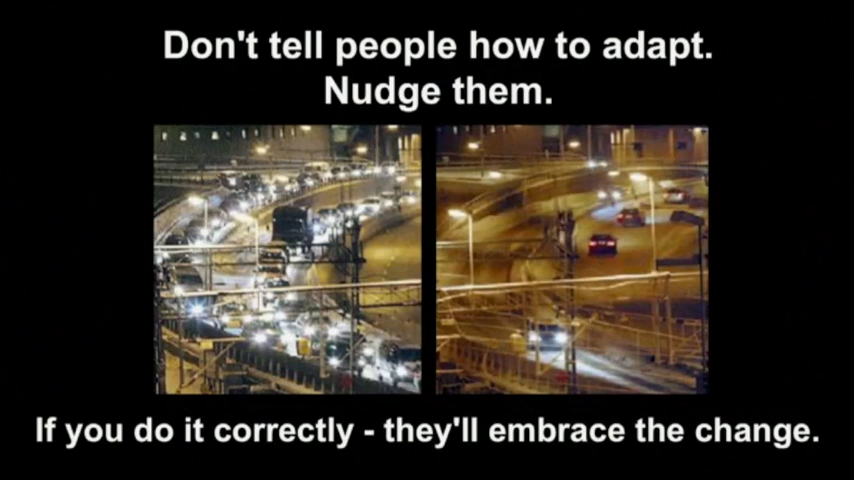 Don't tell people how to adapt.
Nudge them.
If you do it correctly - they'll embrace the change.